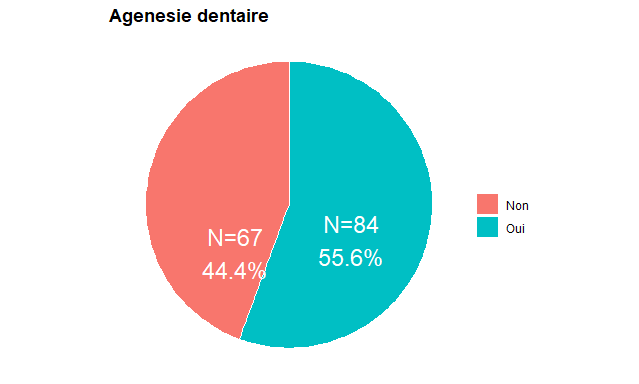 Agenesie dentaire
N=67
44.4%
N=84
55.6%
Non
Oui